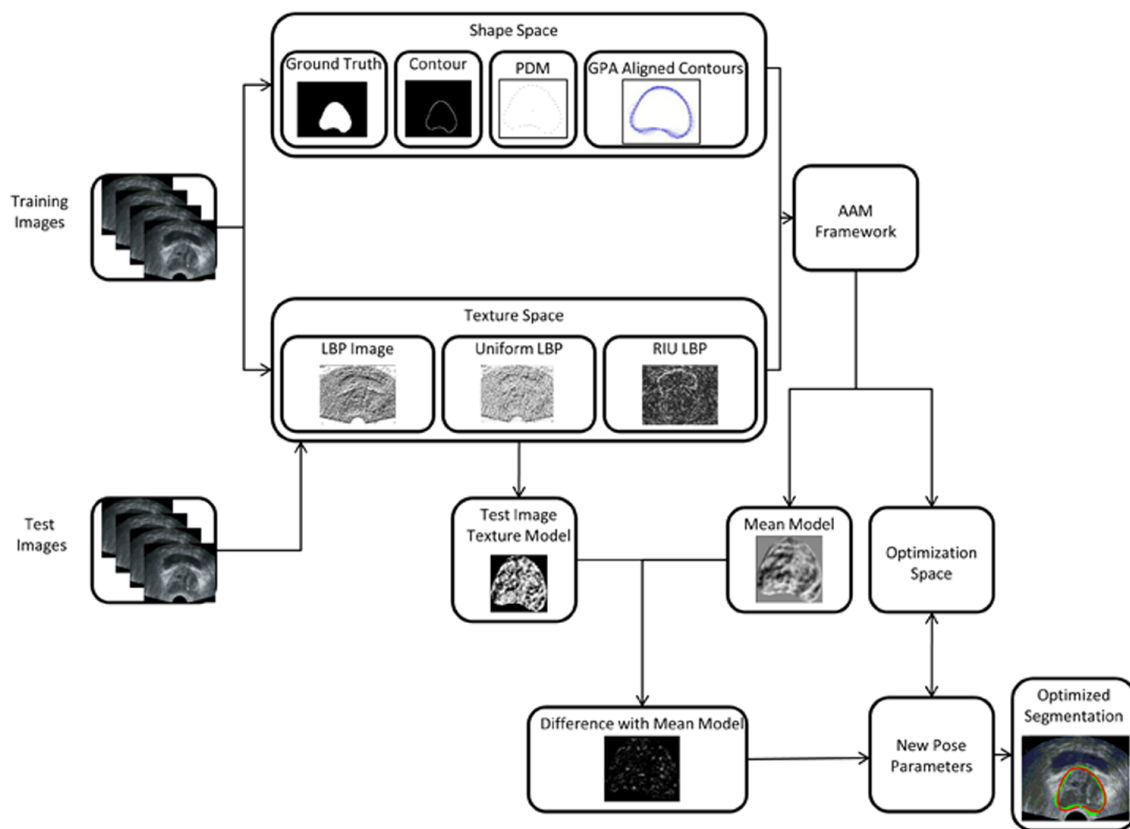 Shape Space
Ground Truth
Contour
PDM
GPA Aligned Contours
Training
Images
AAM
Framework
Texture Space
LBP Image
Uniform LBP
RIU LBP
Test
Images
Test Image
Texture Model
Mean Model
Optimization
Space
Difference with Mean Model
New Pose
Parameters
Optimized
Segmentation